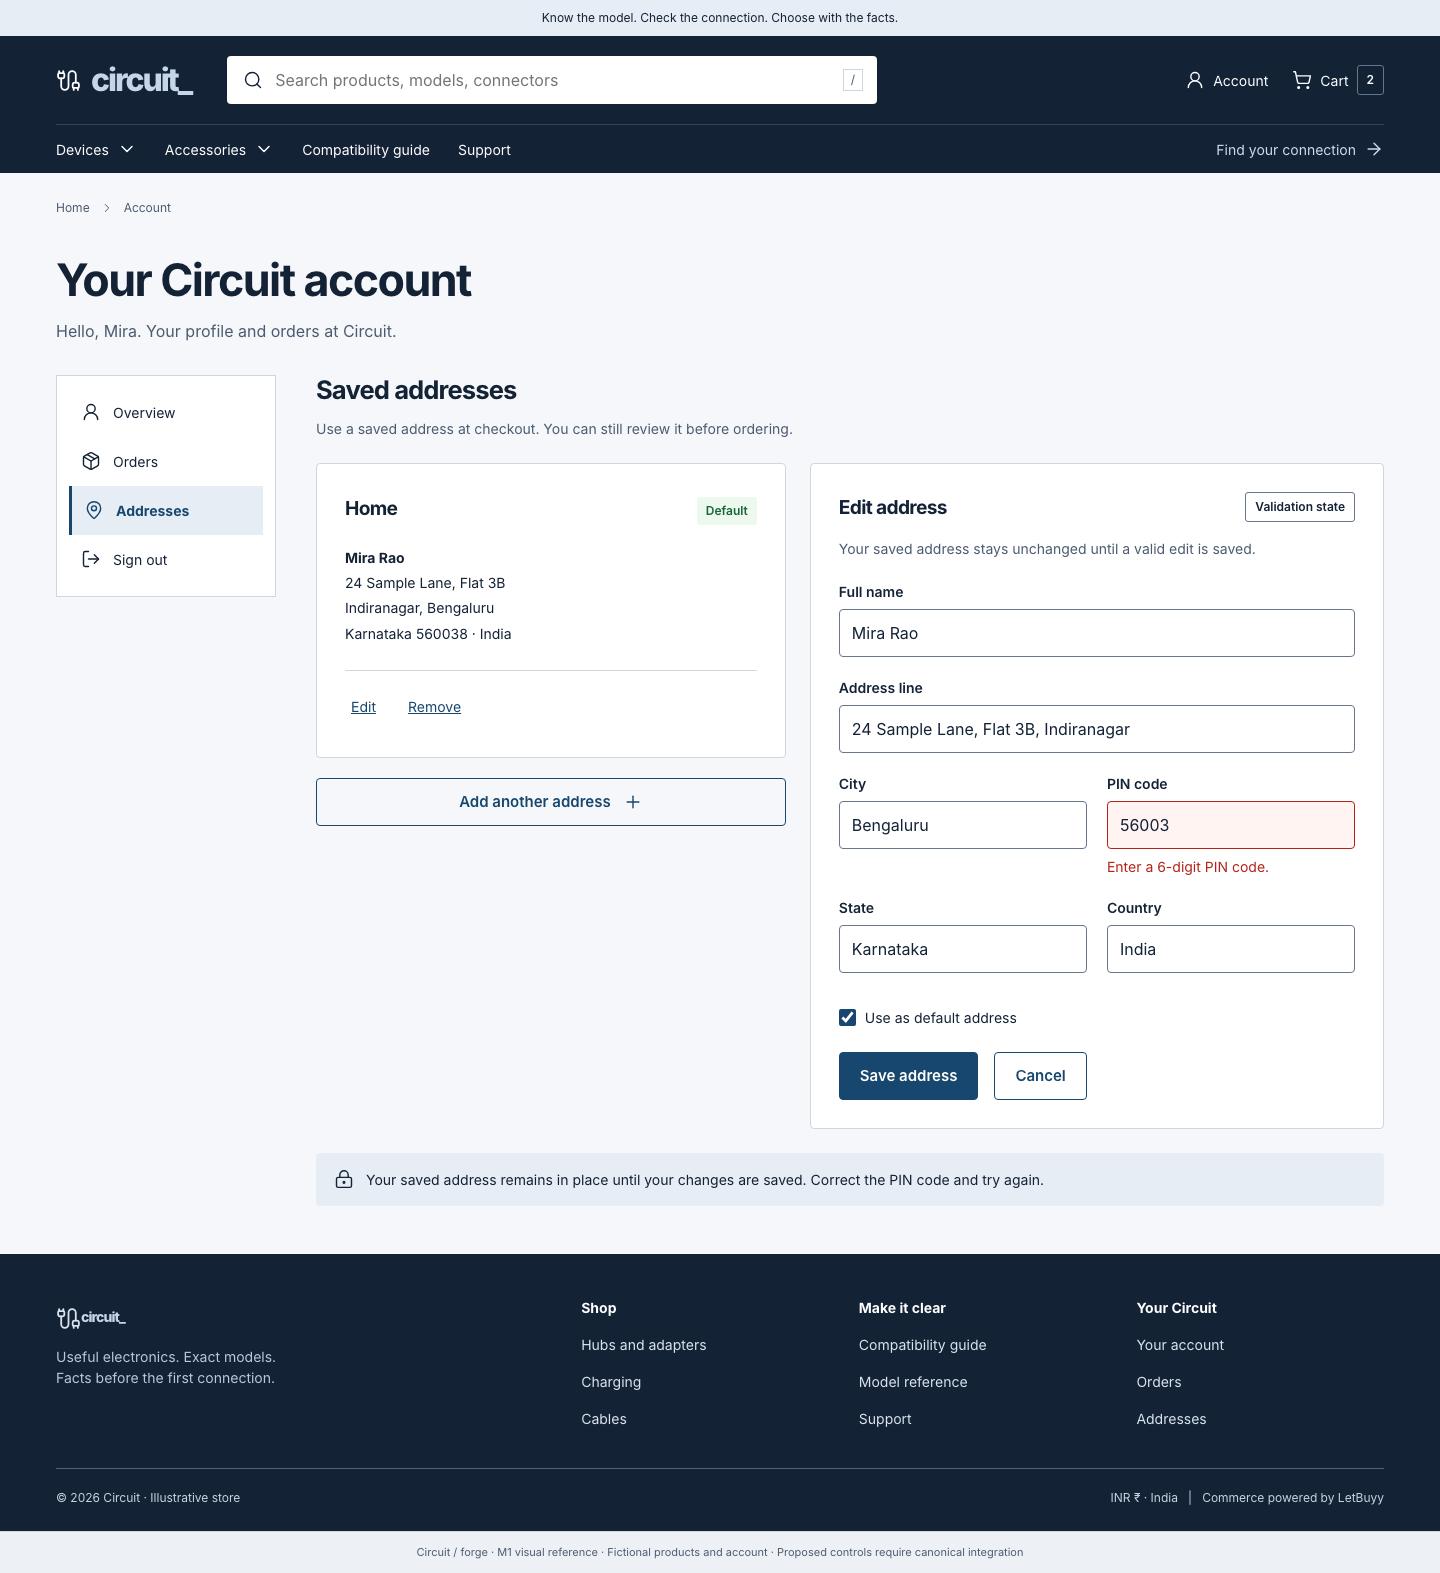 Know the model. Check the connection. Choose with the facts.
circuit_
Search products, models, connectors
/
Account
Cart
2
Devices
Accessories
Compatibility guide
Support
Find your connection
Home
Account
Your Circuit account
Hello, Mira. Your profile and orders at Circuit.
Overview
Orders
Addresses
Sign out
Saved addresses
Use a saved address at checkout. You can still review it before ordering.
Home
Default
Mira Rao
24 Sample Lane, Flat 3B
Indiranagar, Bengaluru
Karnataka 560038 · India
Edit
Remove
Add another address
Edit address
Validation state
Your saved address stays unchanged until a valid edit is saved.
Full name
Mira Rao
Address line
24 Sample Lane, Flat 3B, Indiranagar
City
PIN code
Bengaluru
56003
Enter a 6-digit PIN code.
State
Country
Karnataka
India
Use as default address
Save address
Cancel
Your saved address remains in place until your changes are saved. Correct the PIN code and try again.
circuit_
Useful electronics. Exact models.
Facts before the first connection.
Shop
Hubs and adapters
Charging
Cables
Make it clear
Compatibility guide
Model reference
Support
Your Circuit
Your account
Orders
Addresses
© 2026 Circuit · Illustrative store
INR ₹ · India | Commerce powered by LetBuyy
Circuit / forge · M1 visual reference · Fictional products and account · Proposed controls require canonical integration